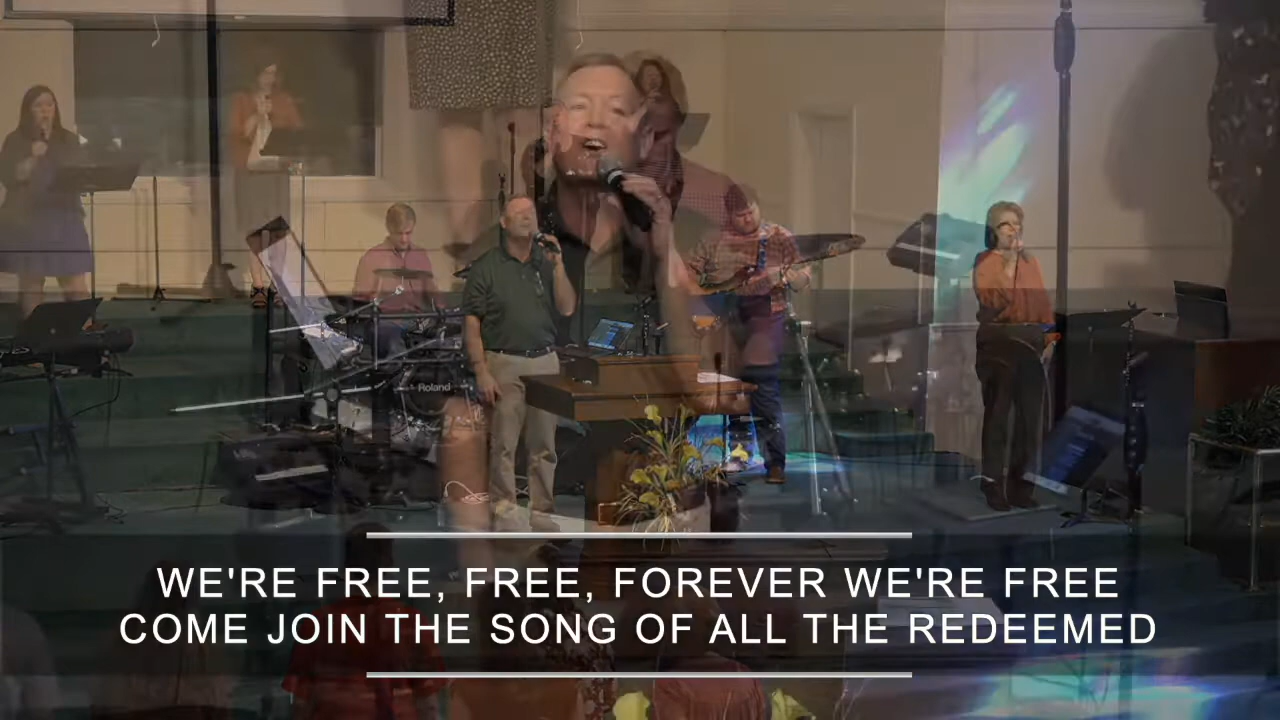 Roland
WE'RE FREE, FREE, FOREVER WE'RE FREE
COME JOIN THE SONG OF ALL THE REDEEMED